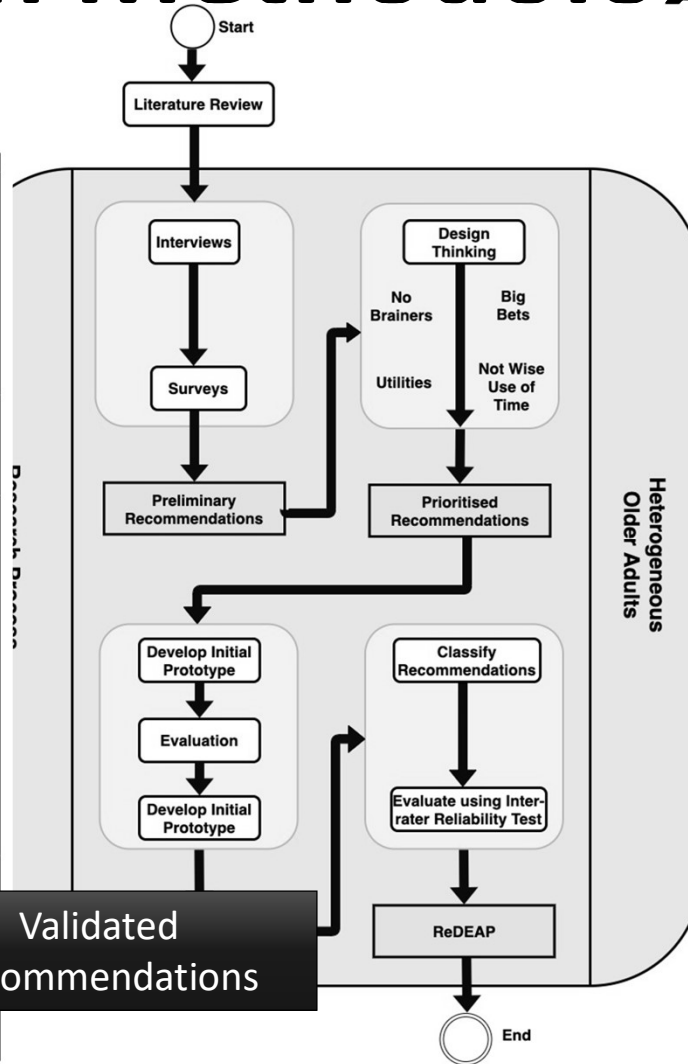 Start
Literature Review
Interviews
Surveys
Preliminary
Recommendations
Design
Thinking
No
Brainers
Big
Bets
Utilities
Not Wise
Use of
Time
Prioritised
Recommendations
Heterogeneous
Older Adults
Develop Initial
Prototype
Evaluation
Develop Initial
Prototype
Classify
Recommendations
Evaluate using Inter-
rater Reliability Test
Validated
ommendations
ReDEAP
End